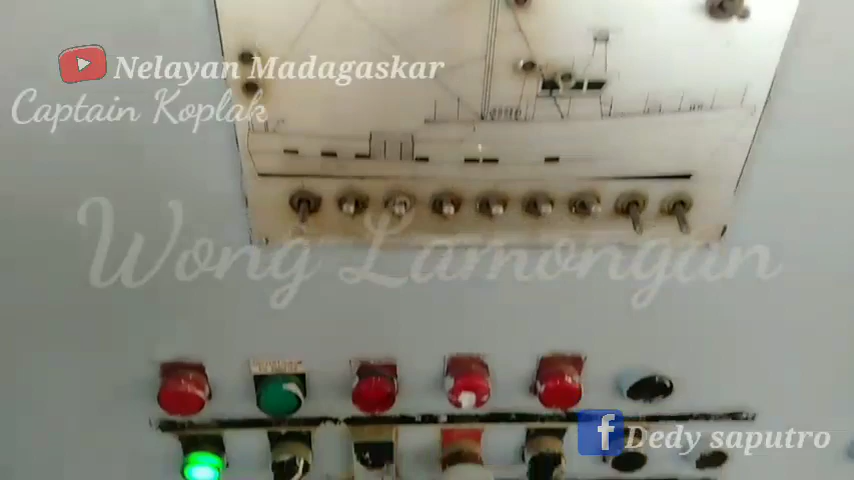 Nelayan Madagaskar
Captain Koplak
Wong Lamongan
Dedy saputro